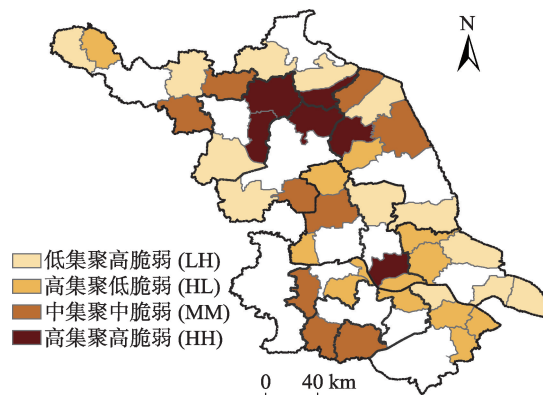 N
低集聚高脆弱 (LH)
高集聚低脆弱 (HL)
中集聚中脆弱 (MM)
高集聚高脆弱 (HH)
0 40 km